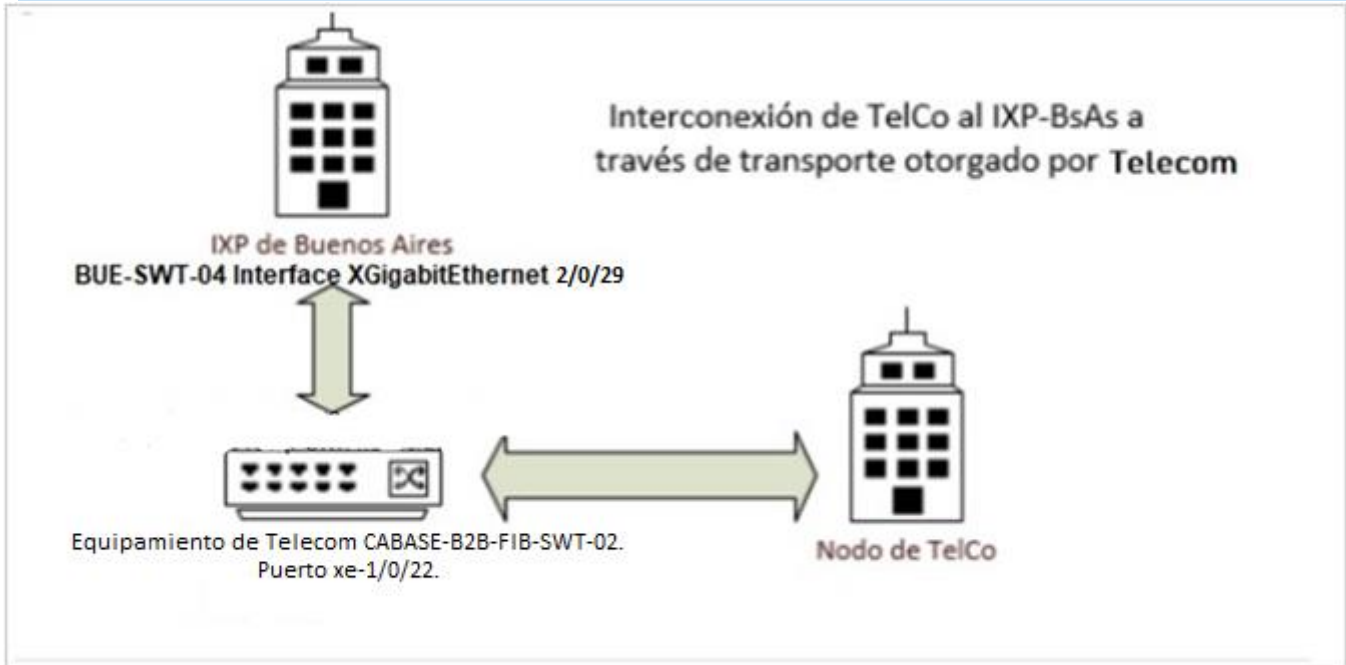 Interconexión de TelCo al IXP-BsAs a
través de transporte otorgado por Telecom
IXP de Buenos Aires
BUE-SWT-04 Interface XGigabitEthernet 2/0/29
Equipamiento de Telecom CABASE-B2B-FIB-SWT-02.
Puerto xe-1/0/22.
Nodo de TelCo